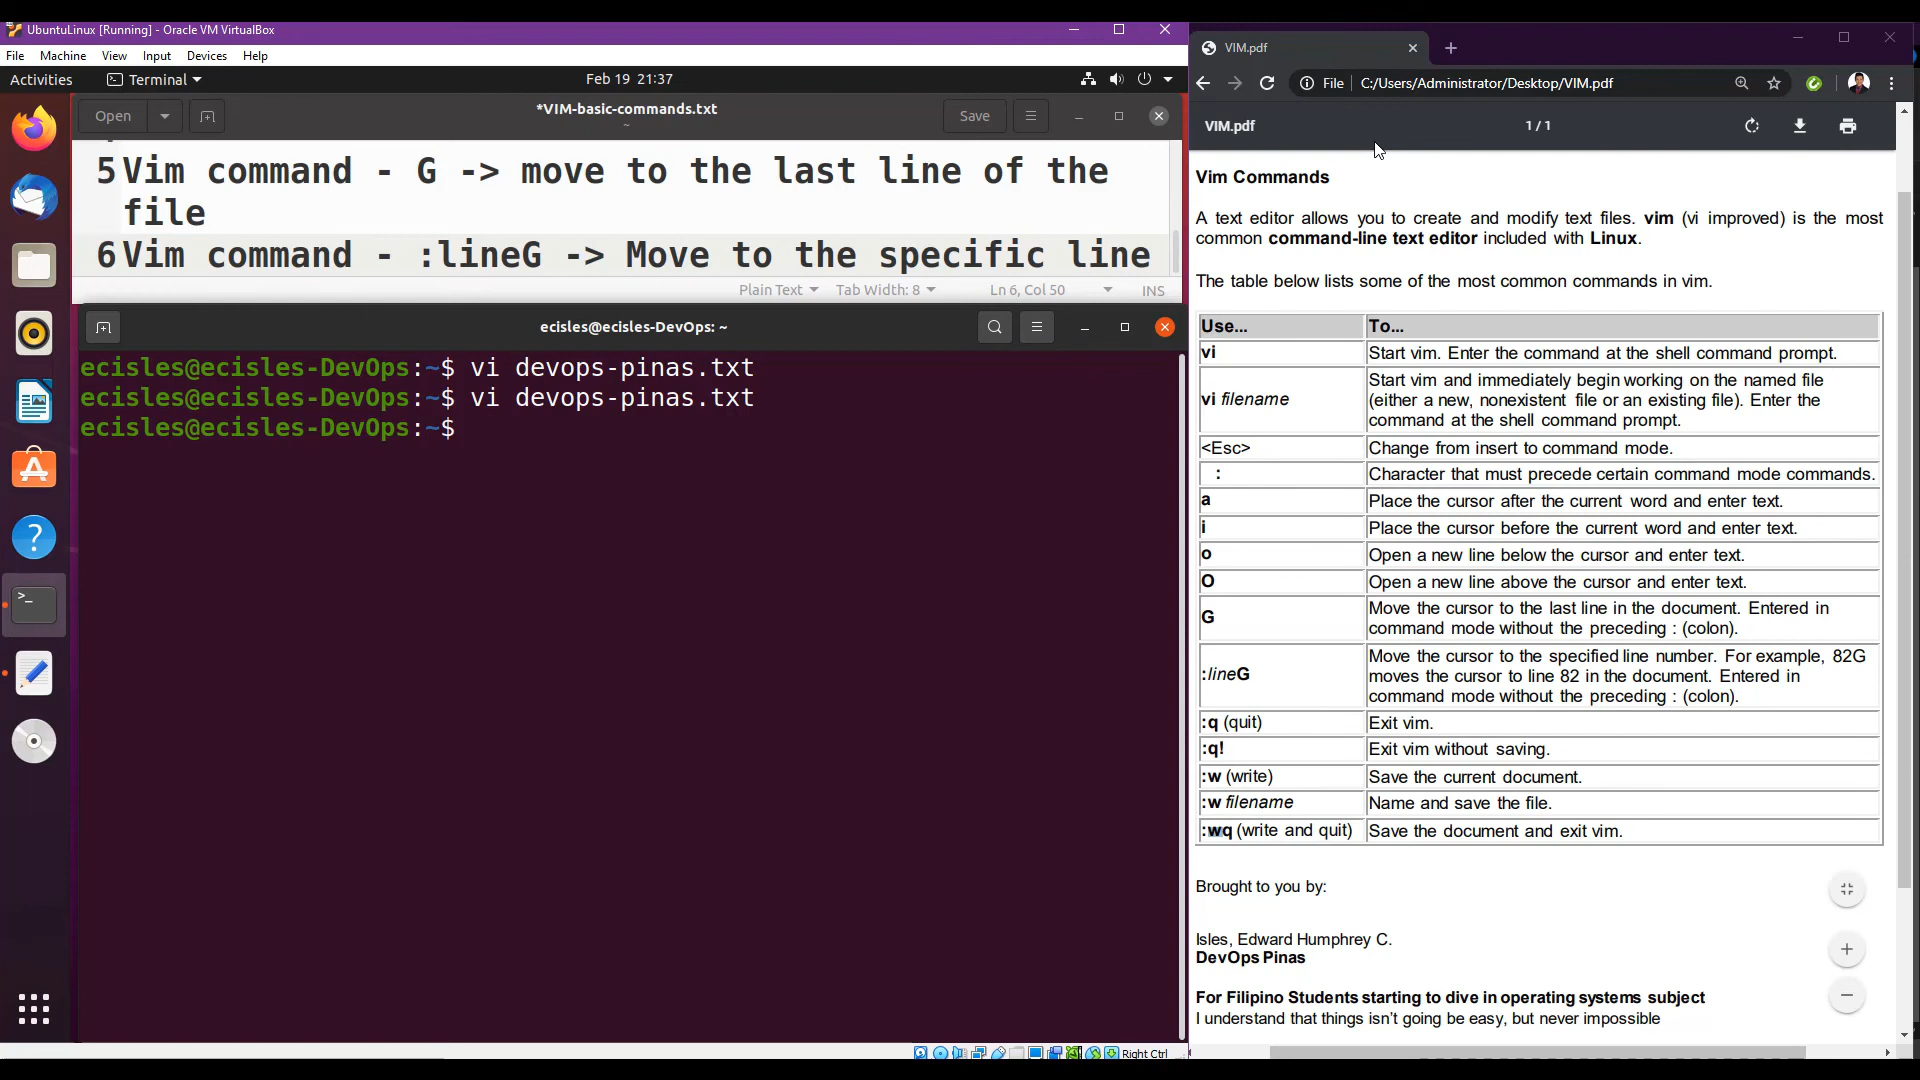 UbuntuLinux [Running] - Oracle VM VirtualBox
File Machine View Input Devices Help
Activities Terminal Feb 19 21:37
Open *VIM-basic-commands.txt Save
~
5 Vim command - G -> move to the last line of the
file
6 Vim command - :lineG -> Move to the specific line
Plain Text Tab Width: 8 Ln 6, Col 50 INS
ecisles@ecisles-DevOps: ~
ecisles@ecisles-DevOps:~$ vi devops-pinas.txt
ecisles@ecisles-DevOps:~$ vi devops-pinas.txt
ecisles@ecisles-DevOps:~$
Right Ctrl
VIM.pdf
File C:/Users/Administrator/Desktop/VIM.pdf
VIM.pdf 1 / 1
Vim Commands
A text editor allows you to create and modify text files. vim (vi improved) is the most
common command-line text editor included with Linux.
The table below lists some of the most common commands in vim.
Use... To...
vi Start vim. Enter the command at the shell command prompt.
vi filename Start vim and immediately begin working on the named file
(either a new, nonexistent file or an existing file). Enter the
command at the shell command prompt.
<Esc> Change from insert to command mode.
: Character that must precede certain command mode commands.
a Place the cursor after the current word and enter text.
i Place the cursor before the current word and enter text.
o Open a new line below the cursor and enter text.
O Open a new line above the cursor and enter text.
G Move the cursor to the last line in the document. Entered in
command mode without the preceding : (colon).
:lineG Move the cursor to the specified line number. For example, 82G
moves the cursor to line 82 in the document. Entered in
command mode without the preceding : (colon).
:q (quit) Exit vim.
:q! Exit vim without saving.
:w (write) Save the current document.
:w filename Name and save the file.
:wq (write and quit) Save the document and exit vim.
Brought to you by:
Isles, Edward Humphrey C.
DevOps Pinas
For Filipino Students starting to dive in operating systems subject
I understand that things isn't going be easy, but never impossible